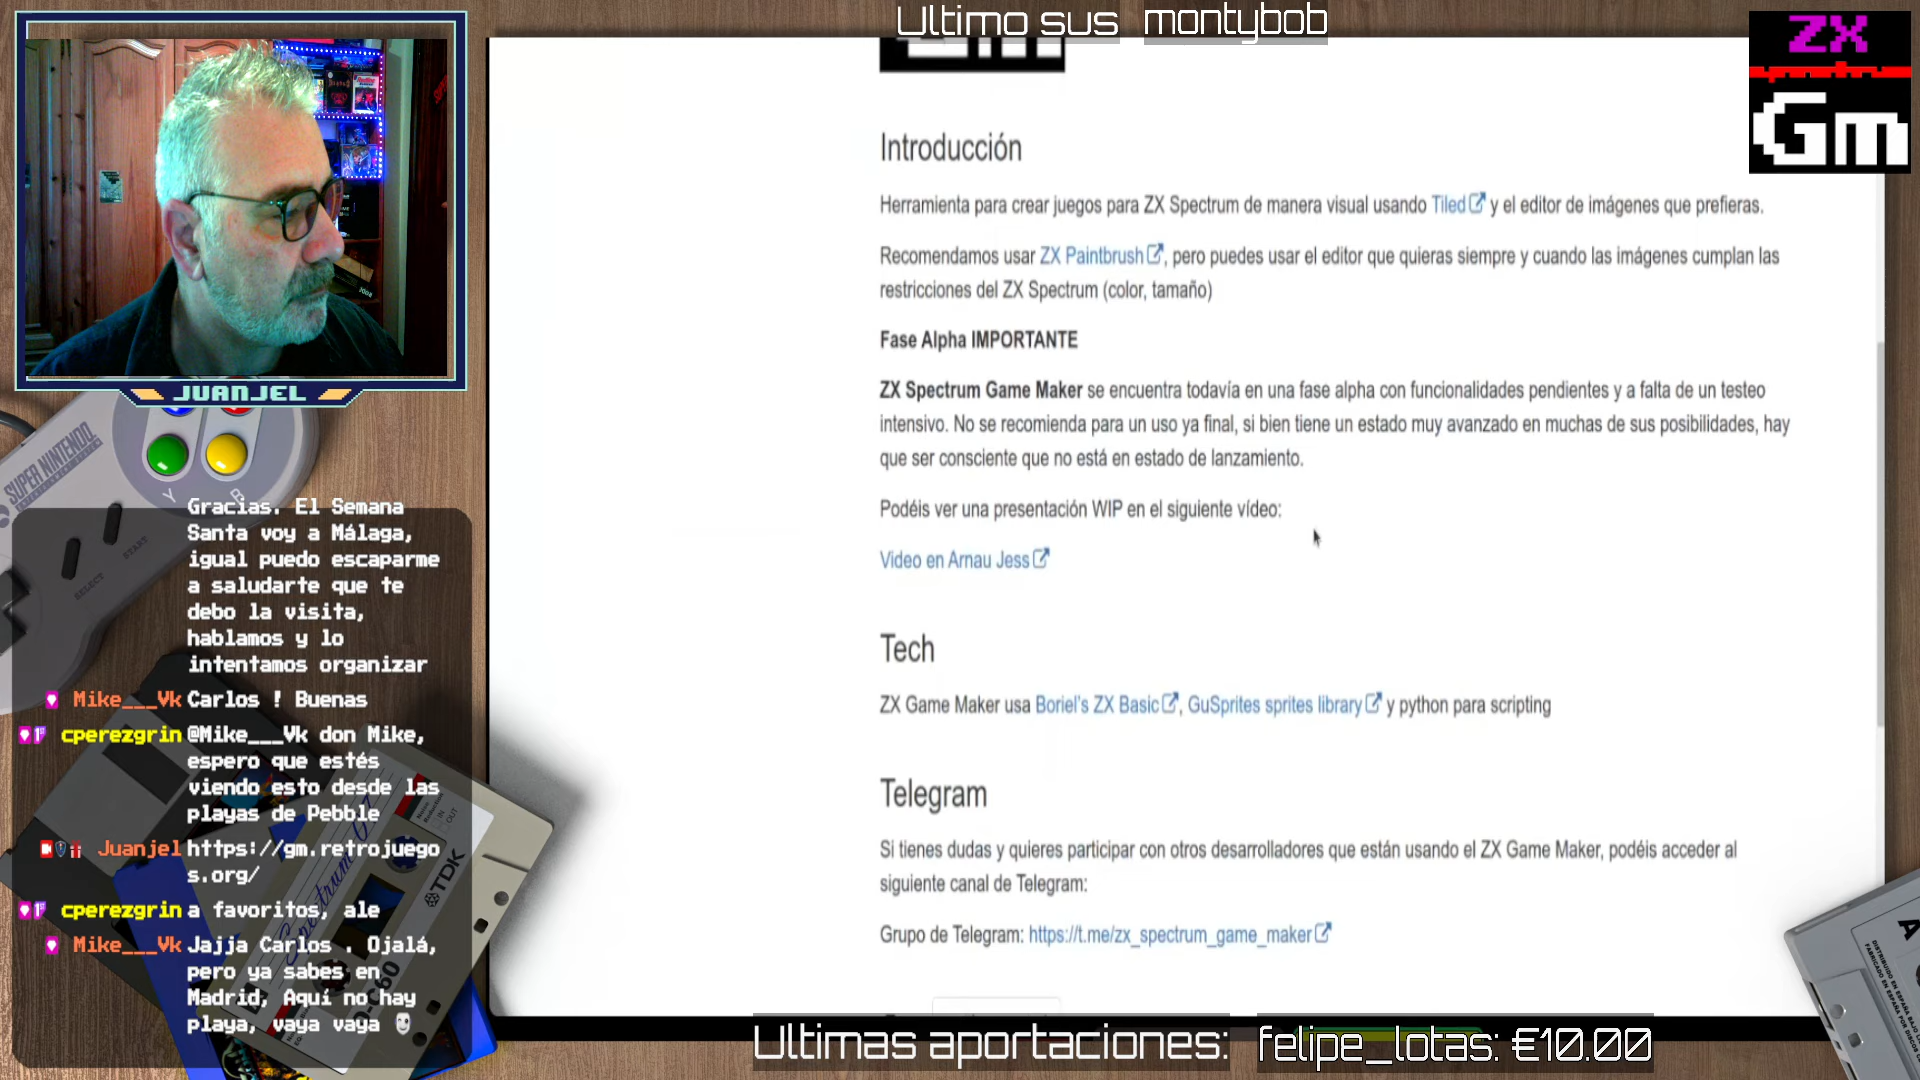 Ultimo sus montybob
ZX
Gm
JUANJEL
SUPER NINTENDO
Y
B
SELECT
START
Introducción
Herramienta para crear juegos para ZX Spectrum de manera visual usando Tiled y el editor de imágenes que prefieras.
Recomendamos usar ZX Paintbrush, pero puedes usar el editor que quieras siempre y cuando las imágenes cumplan las
restricciones del ZX Spectrum (color, tamaño)
Fase Alpha IMPORTANTE
ZX Spectrum Game Maker se encuentra todavía en una fase alpha con funcionalidades pendientes y a falta de un testeo
intensivo. No se recomienda para un uso ya final, si bien tiene un estado muy avanzado en muchas de sus posibilidades, hay
que ser consciente que no está en estado de lanzamiento.
Podéis ver una presentación WIP en el siguiente vídeo:
Video en Arnau Jess
Tech
ZX Game Maker usa Boriel's ZX Basic, GuSprites sprites library y python para scripting
Telegram
Si tienes dudas y quieres participar con otros desarrolladores que están usando el ZX Game Maker, podéis acceder al
siguiente canal de Telegram:
Grupo de Telegram: https://t.me/zx_spectrum_game_maker
Gracias. El Semana
Santa voy a Málaga,
igual puedo escaparme
a saludarte que te
debo la visita,
hablamos y lo
intentamos organizar
Mike___Vk Carlos ! Buenas
cperezgrin @Mike___Vk don Mike,
espero que estés
viendo esto desde las
playas de Pebble
Juanjel https://gm.retrojuego
s.org/
cperezgrin a favoritos, ale
Mike___Vk Jajja Carlos . Ojalá,
pero ya sabes en
Madrid, Aquí no hay
playa, vaya vaya
TDK
Spectrum
Ultimas aportaciones: felipe_lotas: €10.00